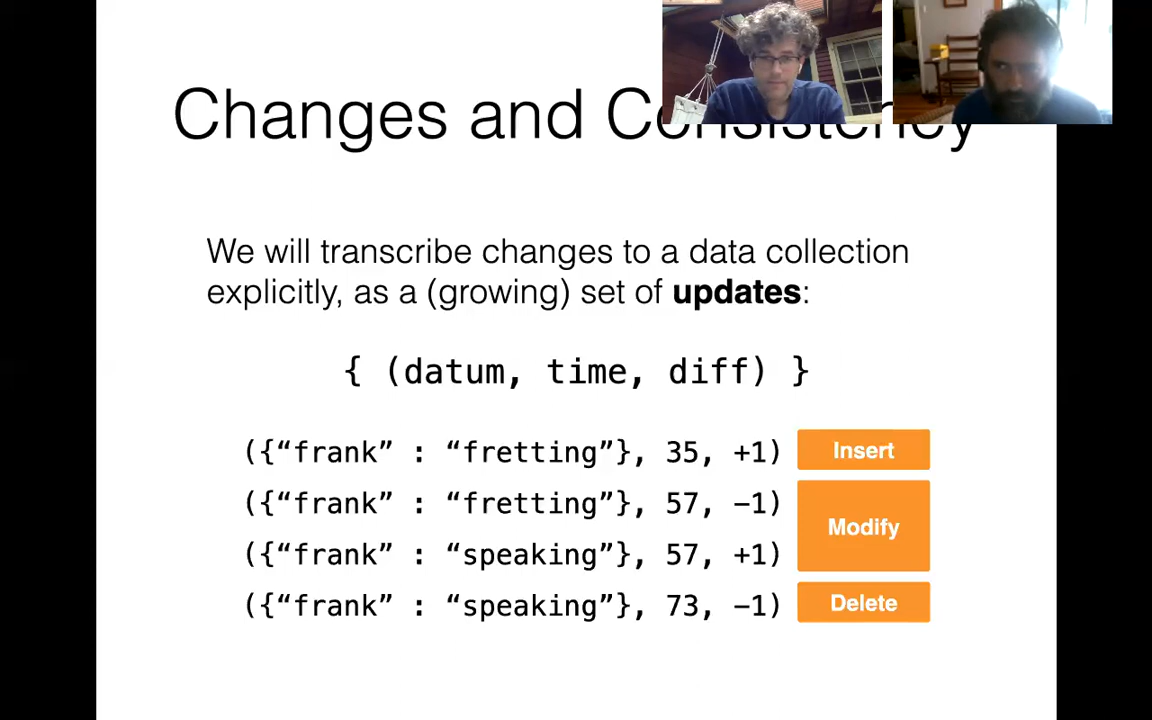 Changes and Consistency
We will transcribe changes to a data collection
explicitly, as a (growing) set of updates:
{ (datum, time, diff) }
({“frank” : “fretting”}, 35, +1) Insert
({“frank” : “fretting”}, 57, −1)
Modify
({“frank” : “speaking”}, 57, +1)
({“frank” : “speaking”}, 73, −1) Delete